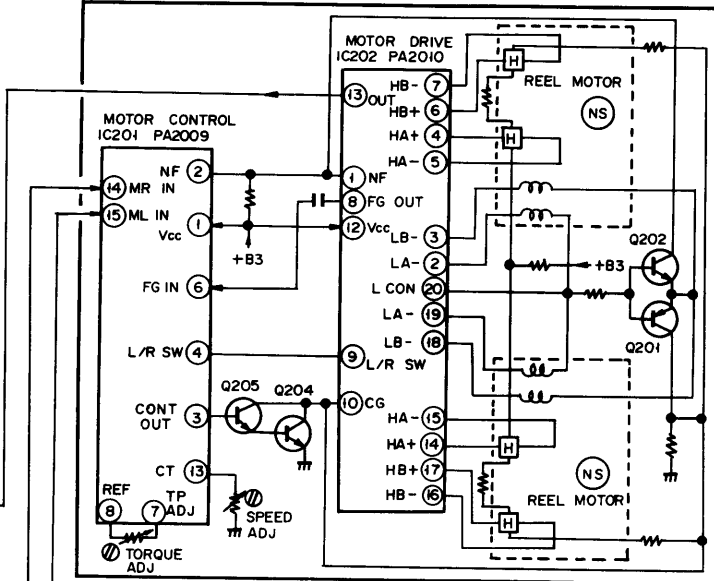 MOTOR DRIVE
IC202 PA2010
MOTOR CONTROL
IC201 PA2009
NF 2
14 MR IN
15 ML IN
Vcc 1
+B3
FG IN 6
L/R SW 4
CONT OUT 3
CT 13
REF 8
7 TP ADJ
TORQUE ADJ
SPEED ADJ
Q205
Q204
13 OUT
1 NF
8 FG OUT
12 Vcc
9 L/R SW
10 CG
HB- 7
HB+ 6
HA+ 4
HA- 5
LB- 3
LA- 2
L CON 20
LA- 19
LB- 18
HA- 15
HA+ 14
HB+ 17
HB- 16
H
H
REEL MOTOR
NS
+B3
Q202
Q201
H
H
NS
REEL MOTOR